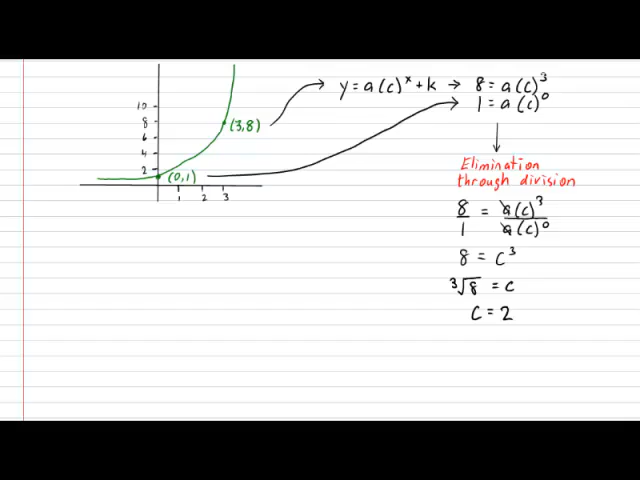 10
8
6
4
2
1 2 3
(3,8)
(0,1)
y = a(c)^x + k → 8 = a(c)^3
1 = a(c)^0
Elimination
through division
8/1 = a(c)^3/a(c)^0
8 = c^3
³√8 = c
c = 2